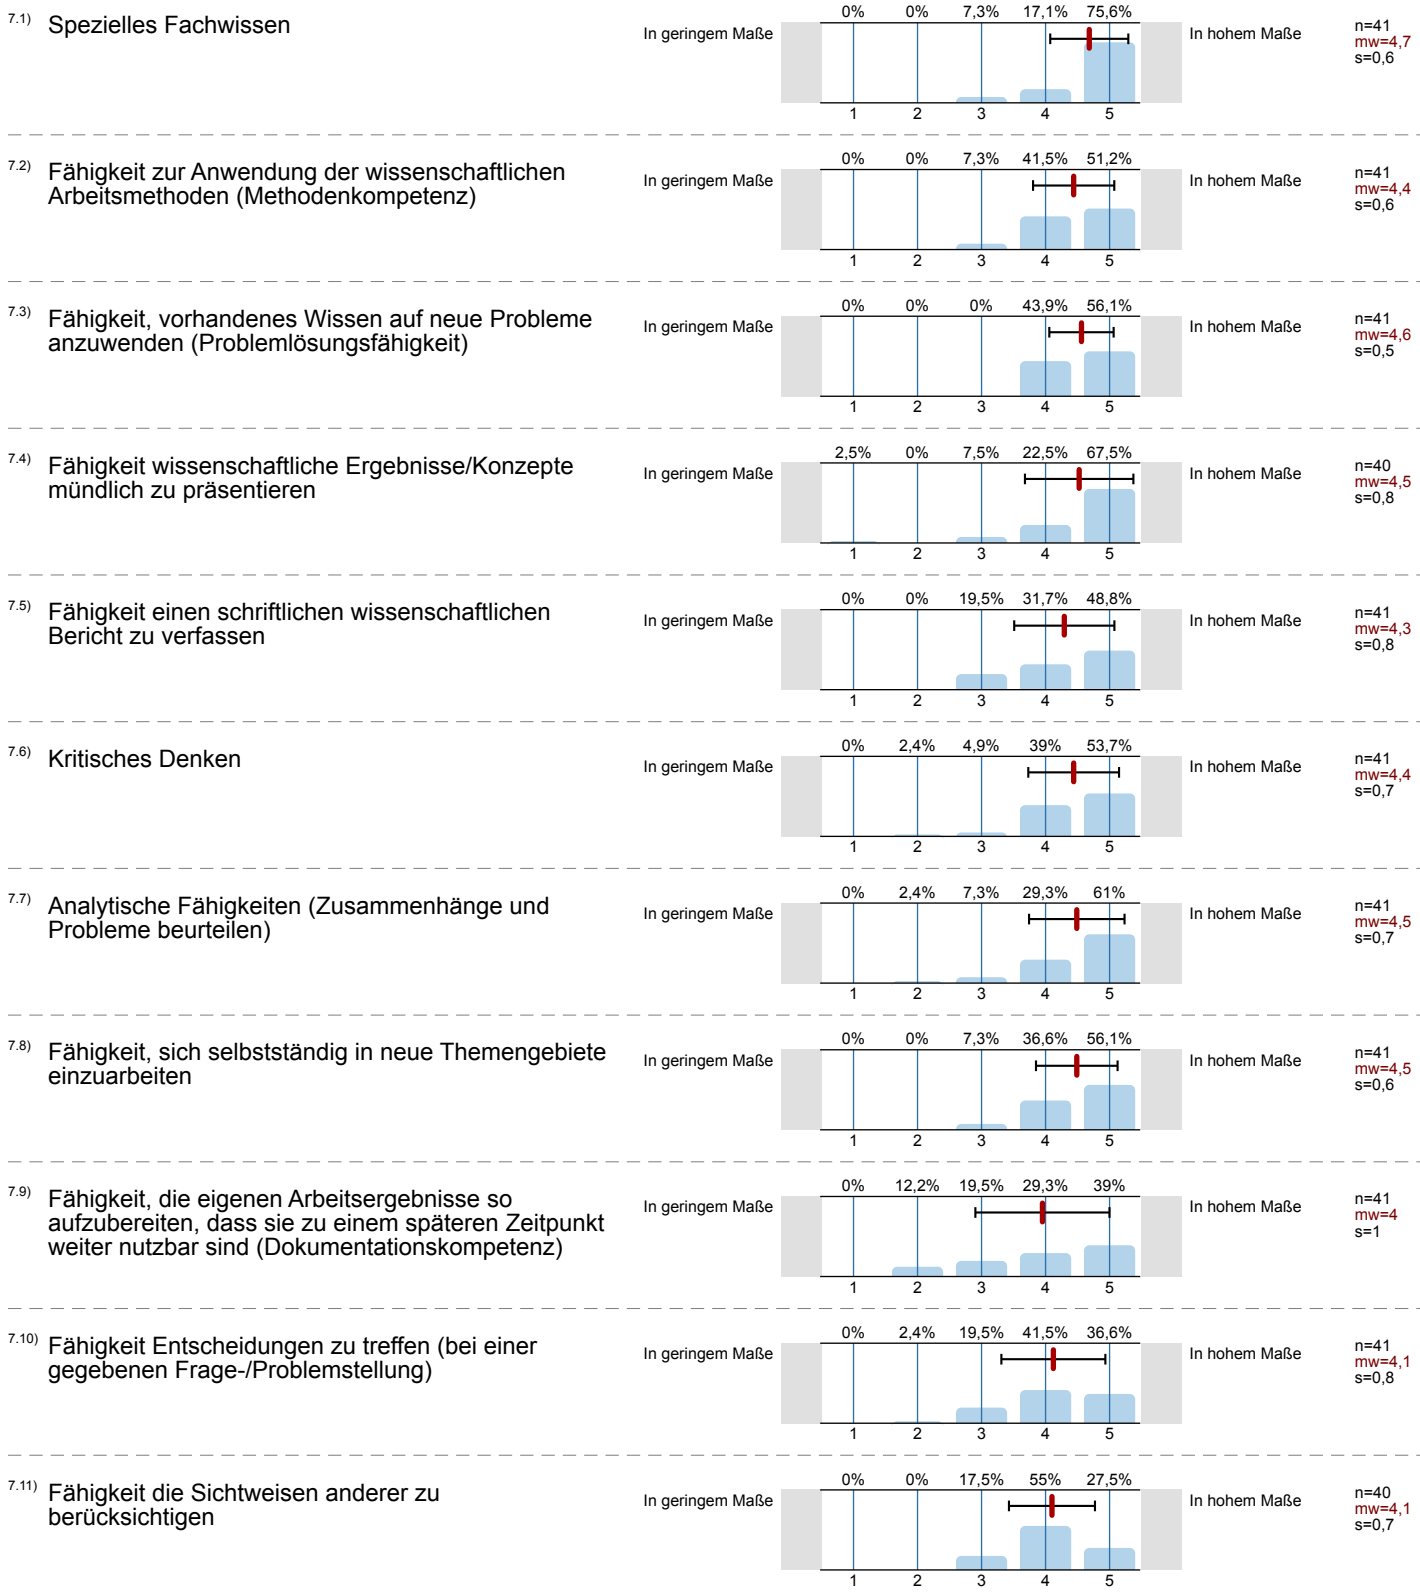 7.1) Spezielles Fachwissen
In geringem Maße
0% 0% 7,3% 17,1% 75,6%
1 2 3 4 5
In hohem Maße
n=41
mw=4,7
s=0,6
7.2) Fähigkeit zur Anwendung der wissenschaftlichen
Arbeitsmethoden (Methodenkompetenz)
In geringem Maße
0% 0% 7,3% 41,5% 51,2%
1 2 3 4 5
In hohem Maße
n=41
mw=4,4
s=0,6
7.3) Fähigkeit, vorhandenes Wissen auf neue Probleme
anzuwenden (Problemlösungsfähigkeit)
In geringem Maße
0% 0% 0% 43,9% 56,1%
1 2 3 4 5
In hohem Maße
n=41
mw=4,6
s=0,5
7.4) Fähigkeit wissenschaftliche Ergebnisse/Konzepte
mündlich zu präsentieren
In geringem Maße
2,5% 0% 7,5% 22,5% 67,5%
1 2 3 4 5
In hohem Maße
n=40
mw=4,5
s=0,8
7.5) Fähigkeit einen schriftlichen wissenschaftlichen
Bericht zu verfassen
In geringem Maße
0% 0% 19,5% 31,7% 48,8%
1 2 3 4 5
In hohem Maße
n=41
mw=4,3
s=0,8
7.6) Kritisches Denken
In geringem Maße
0% 2,4% 4,9% 39% 53,7%
1 2 3 4 5
In hohem Maße
n=41
mw=4,4
s=0,7
7.7) Analytische Fähigkeiten (Zusammenhänge und
Probleme beurteilen)
In geringem Maße
0% 2,4% 7,3% 29,3% 61%
1 2 3 4 5
In hohem Maße
n=41
mw=4,5
s=0,7
7.8) Fähigkeit, sich selbstständig in neue Themengebiete
einzuarbeiten
In geringem Maße
0% 0% 7,3% 36,6% 56,1%
1 2 3 4 5
In hohem Maße
n=41
mw=4,5
s=0,6
7.9) Fähigkeit, die eigenen Arbeitsergebnisse so
aufzubereiten, dass sie zu einem späteren Zeitpunkt
weiter nutzbar sind (Dokumentationskompetenz)
In geringem Maße
0% 12,2% 19,5% 29,3% 39%
1 2 3 4 5
In hohem Maße
n=41
mw=4
s=1
7.10) Fähigkeit Entscheidungen zu treffen (bei einer
gegebenen Frage-/Problemstellung)
In geringem Maße
0% 2,4% 19,5% 41,5% 36,6%
1 2 3 4 5
In hohem Maße
n=41
mw=4,1
s=0,8
7.11) Fähigkeit die Sichtweisen anderer zu
berücksichtigen
In geringem Maße
0% 0% 17,5% 55% 27,5%
1 2 3 4 5
In hohem Maße
n=40
mw=4,1
s=0,7